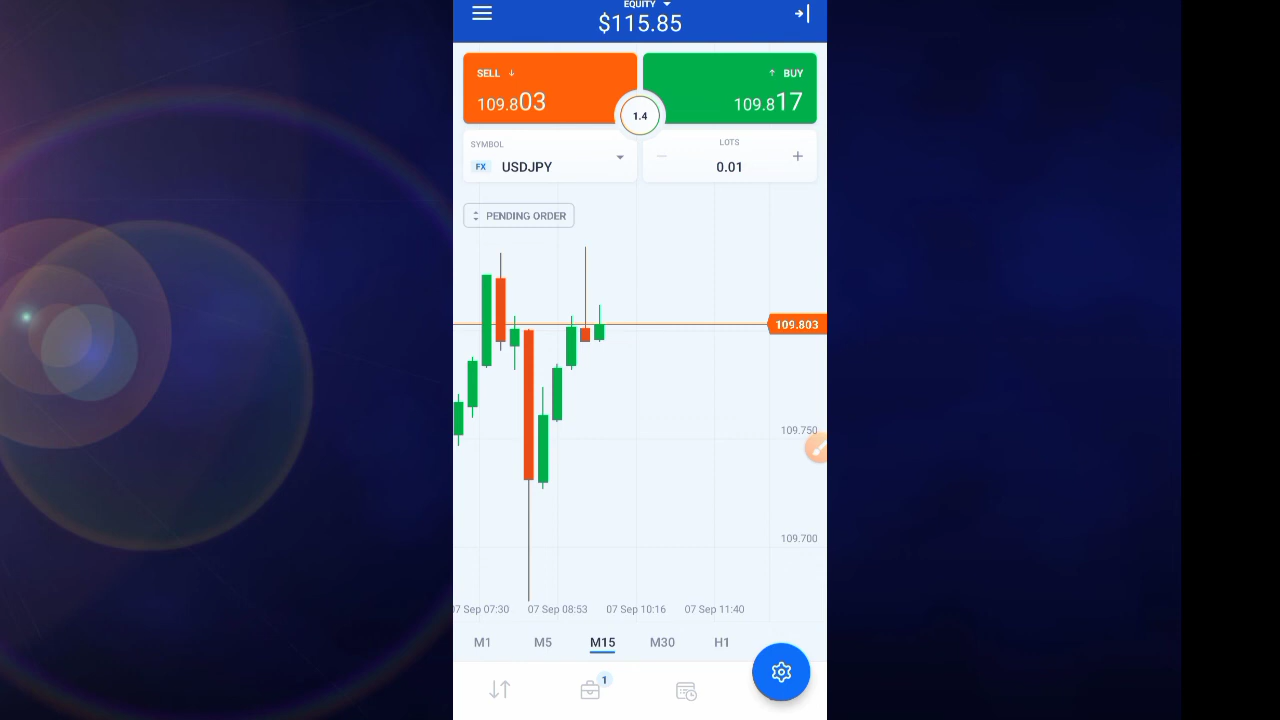 EQUITY
$115.85
SELL ↓
↑ BUY
109.803
109.817
1.4
SYMBOL
LOTS
FX USDJPY
0.01
PENDING ORDER
109.803
109.750
109.700
07 Sep 07:30 07 Sep 08:53 07 Sep 10:16 07 Sep 11:40
M1 M5 M15 M30 H1
1